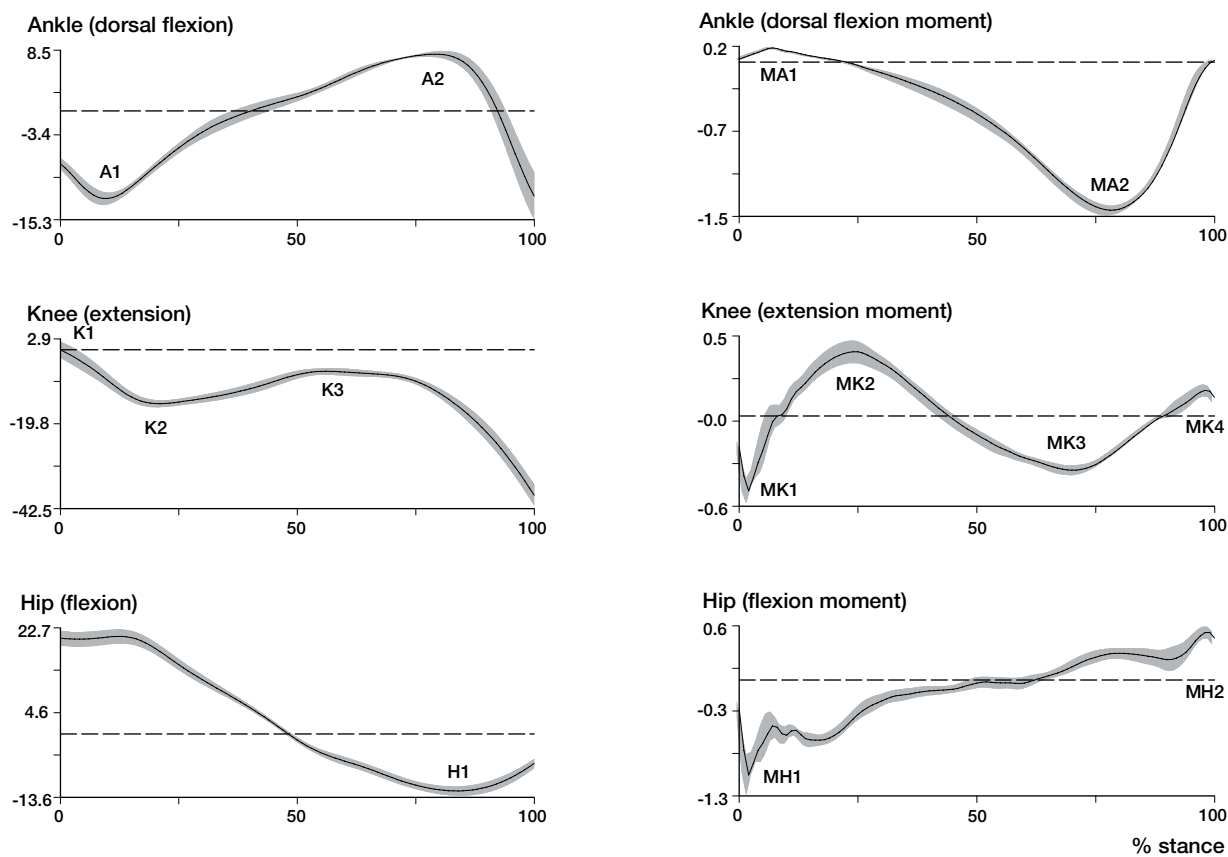 Ankle (dorsal flexion)
8.5
A2
-3.4
A1
-15.3
0 50 100
Ankle (dorsal flexion moment)
0.2
MA1
-0.7
MA2
-1.5
0 50 100
Knee (extension)
K1
2.9
K3
-19.8
K2
-42.5
0 50 100
Knee (extension moment)
0.5
MK2
-0.0
MK4
MK3
MK1
-0.6
0 50 100
Hip (flexion)
22.7
4.6
H1
-13.6
0 50 100
Hip (flexion moment)
0.6
MH2
-0.3
MH1
-1.3
0 50 100
% stance